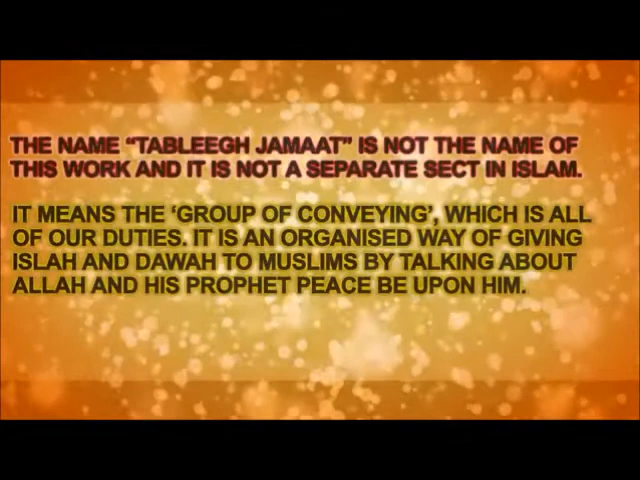 THE NAME “TABLEEGH JAMAAT” IS NOT THE NAME OF
THIS WORK AND IT IS NOT A SEPARATE SECT IN ISLAM.
IT MEANS THE ‘GROUP OF CONVEYING’, WHICH IS ALL
OF OUR DUTIES. IT IS AN ORGANISED WAY OF GIVING
ISLAH AND DAWAH TO MUSLIMS BY TALKING ABOUT
ALLAH AND HIS PROPHET PEACE BE UPON HIM.